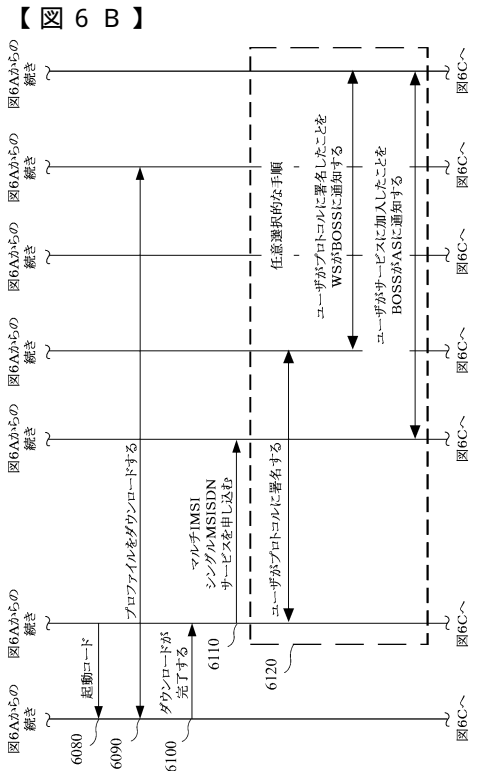 【図６Ｂ】
図6Aからの
続き
図6Aからの
続き
図6Aからの
続き
図6Aからの
続き
図6Aからの
続き
図6Aからの
続き
図6Aからの
続き
6080
起動コード
6090
プロファイルをダウンロードする
6100
ダウンロードが
完了する
6110
マルチIMSI
シングルMSISDN
サービスを申し込む
6120
任意選択的な手順
ユーザがプロトコルに署名する
ユーザがプロトコルに署名したことを
WSがBOSSに通知する
ユーザがサービスに加入したことを
BOSSがASに通知する
図6Cへ
図6Cへ
図6Cへ
図6Cへ
図6Cへ
図6Cへ
図6Cへ